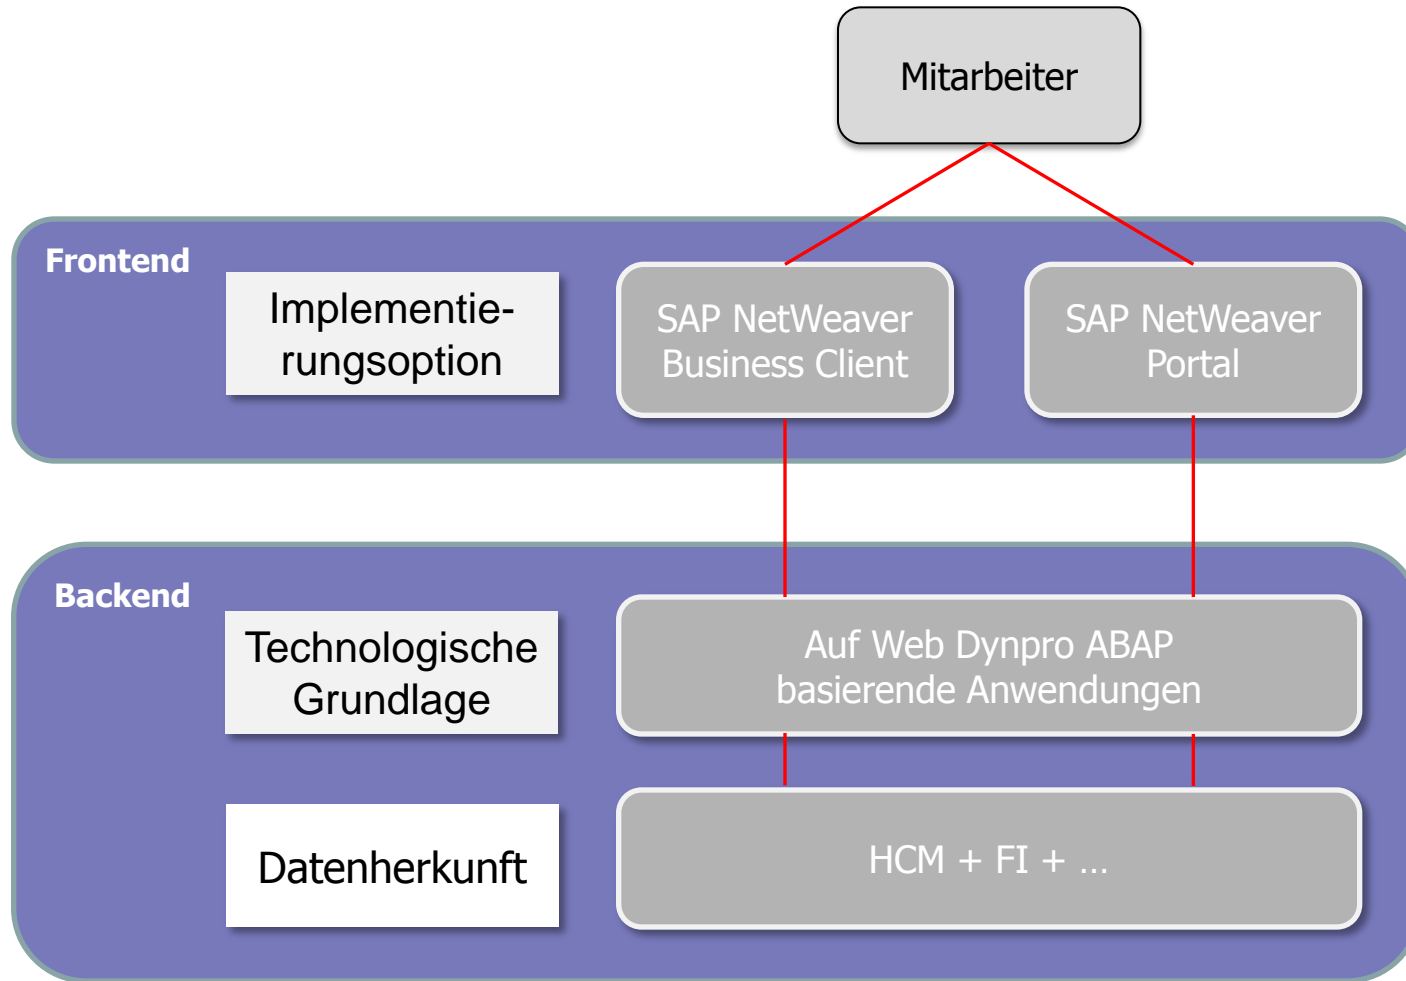 Mitarbeiter
Frontend
Implementie-
rungsoption
SAP NetWeaver
Business Client
SAP NetWeaver
Portal
Backend
Technologische
Grundlage
Auf Web Dynpro ABAP
basierende Anwendungen
Datenherkunft
HCM + FI + …